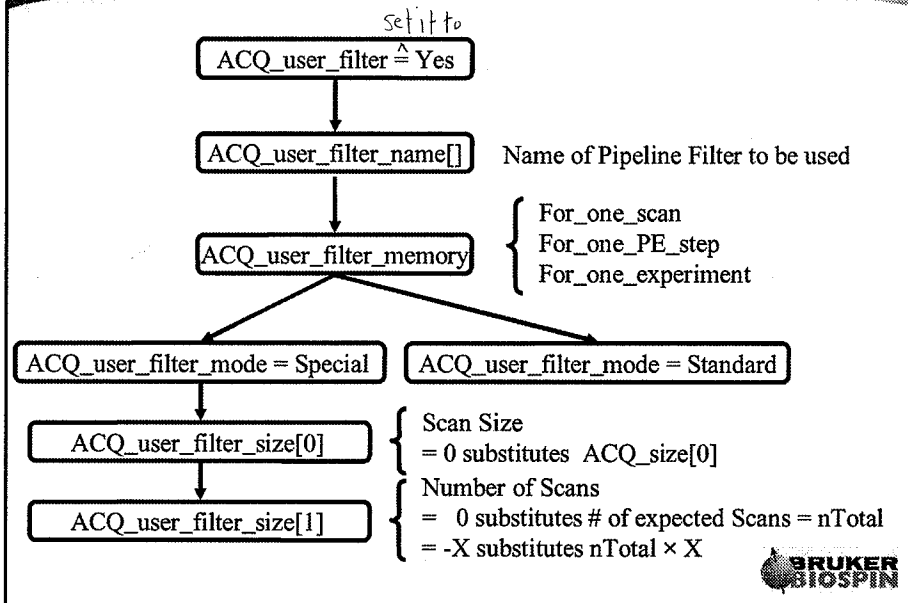 set it to
^
ACQ_user_filter = Yes
ACQ_user_filter_name[] Name of Pipeline Filter to be used
ACQ_user_filter_memory
For_one_scan
For_one_PE_step
For_one_experiment
ACQ_user_filter_mode = Special
ACQ_user_filter_mode = Standard
ACQ_user_filter_size[0]
Scan Size
= 0 substitutes ACQ_size[0]
ACQ_user_filter_size[1]
Number of Scans
= 0 substitutes # of expected Scans = nTotal
= -X substitutes nTotal × X
BRUKER
BIOSPIN